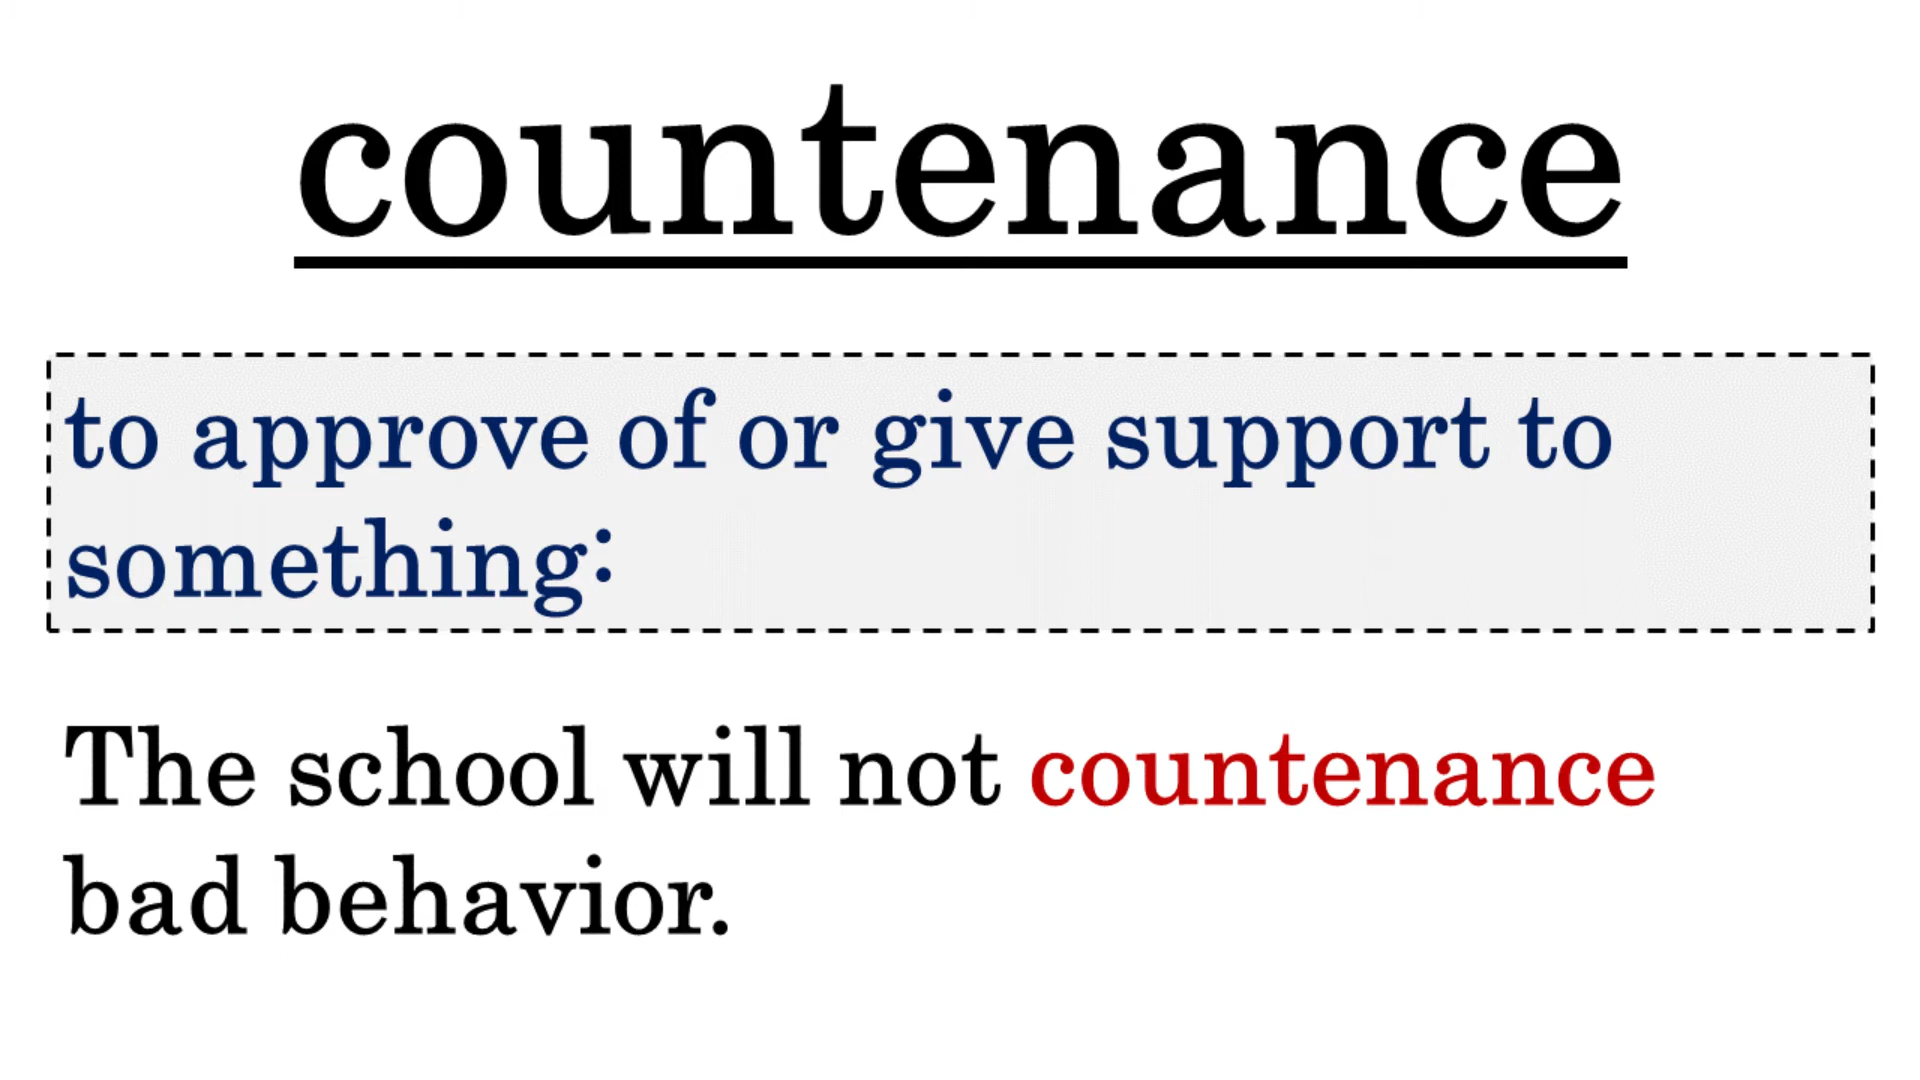 countenance
to approve of or give support to
something:
The school will not countenance
bad behavior.